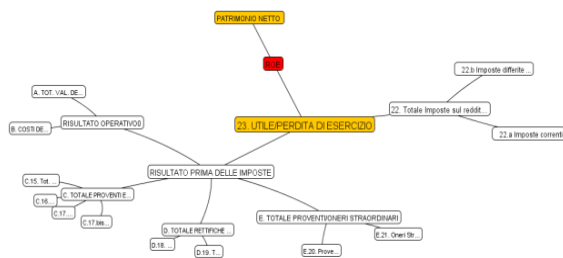 PATRIMONIO NETTO
ROE
22.b Imposte differite ...
A. TOT. VAL. DE...
22. Totale Imposte sul reddit...
RISULTATO OPERATIVO0
23. UTILE/PERDITA DI ESERCIZIO
B. COSTI DE...
22.a Imposte correnti
RISULTATO PRIMA DELLE IMPOSTE
C.15. Tot. ...
C. TOTALE PROVENTI E...
C.16...
C.17...
C.17.bis...
E. TOTALE PROVENTI/ONERI STRAORDINARI
D. TOTALE RETTIFICHE ...
E.21. Oneri Str...
D.18. ...
D.19. T...
E.20. Prove...